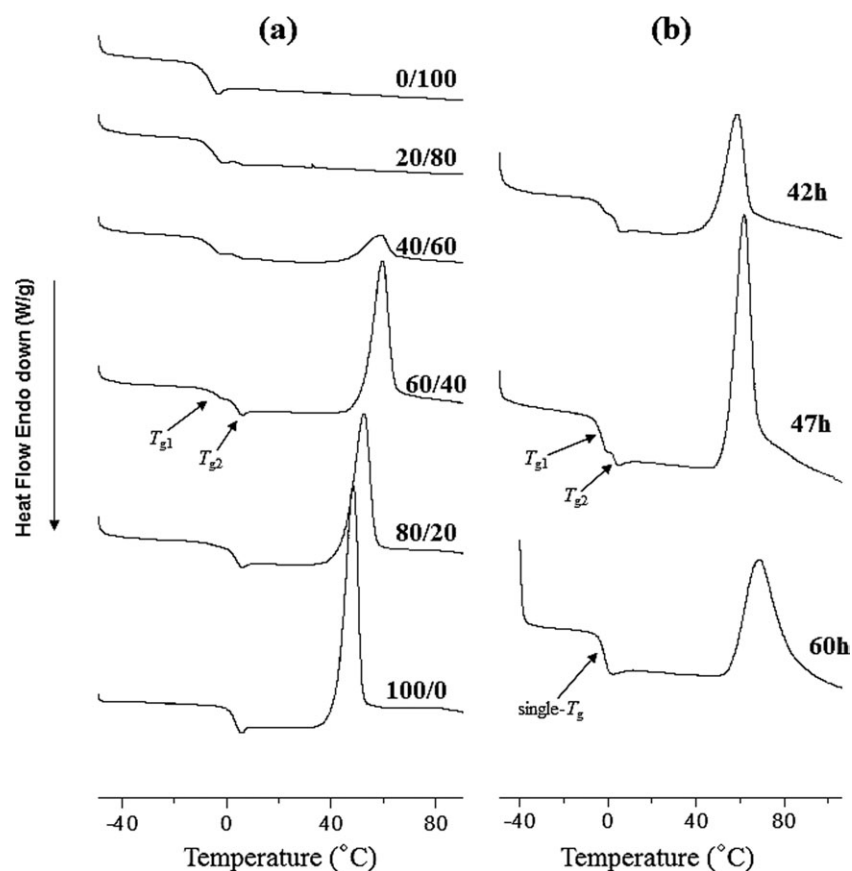 (a)
(b)
0/100
20/80
40/60
60/40
80/20
100/0
42h
47h
60h
Tg1
Tg2
Tg1
Tg2
single-Tg
Heat Flow Endo down (W/g)
-40 0 40 80
-40 0 40 80
Temperature (°C)
Temperature (°C)